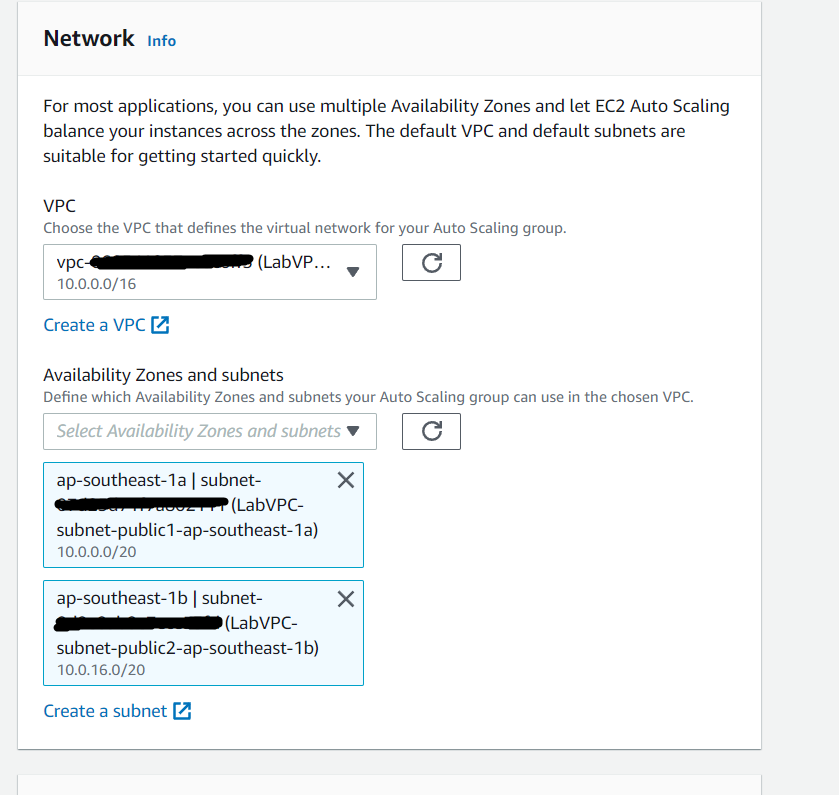 Network Info
For most applications, you can use multiple Availability Zones and let EC2 Auto Scaling
balance your instances across the zones. The default VPC and default subnets are
suitable for getting started quickly.
VPC
Choose the VPC that defines the virtual network for your Auto Scaling group.
vpc- (LabVP...
10.0.0.0/16
Create a VPC
Availability Zones and subnets
Define which Availability Zones and subnets your Auto Scaling group can use in the chosen VPC.
Select Availability Zones and subnets
ap-southeast-1a | subnet-
(LabVPC-
subnet-public1-ap-southeast-1a)
10.0.0.0/20
ap-southeast-1b | subnet-
(LabVPC-
subnet-public2-ap-southeast-1b)
10.0.16.0/20
Create a subnet